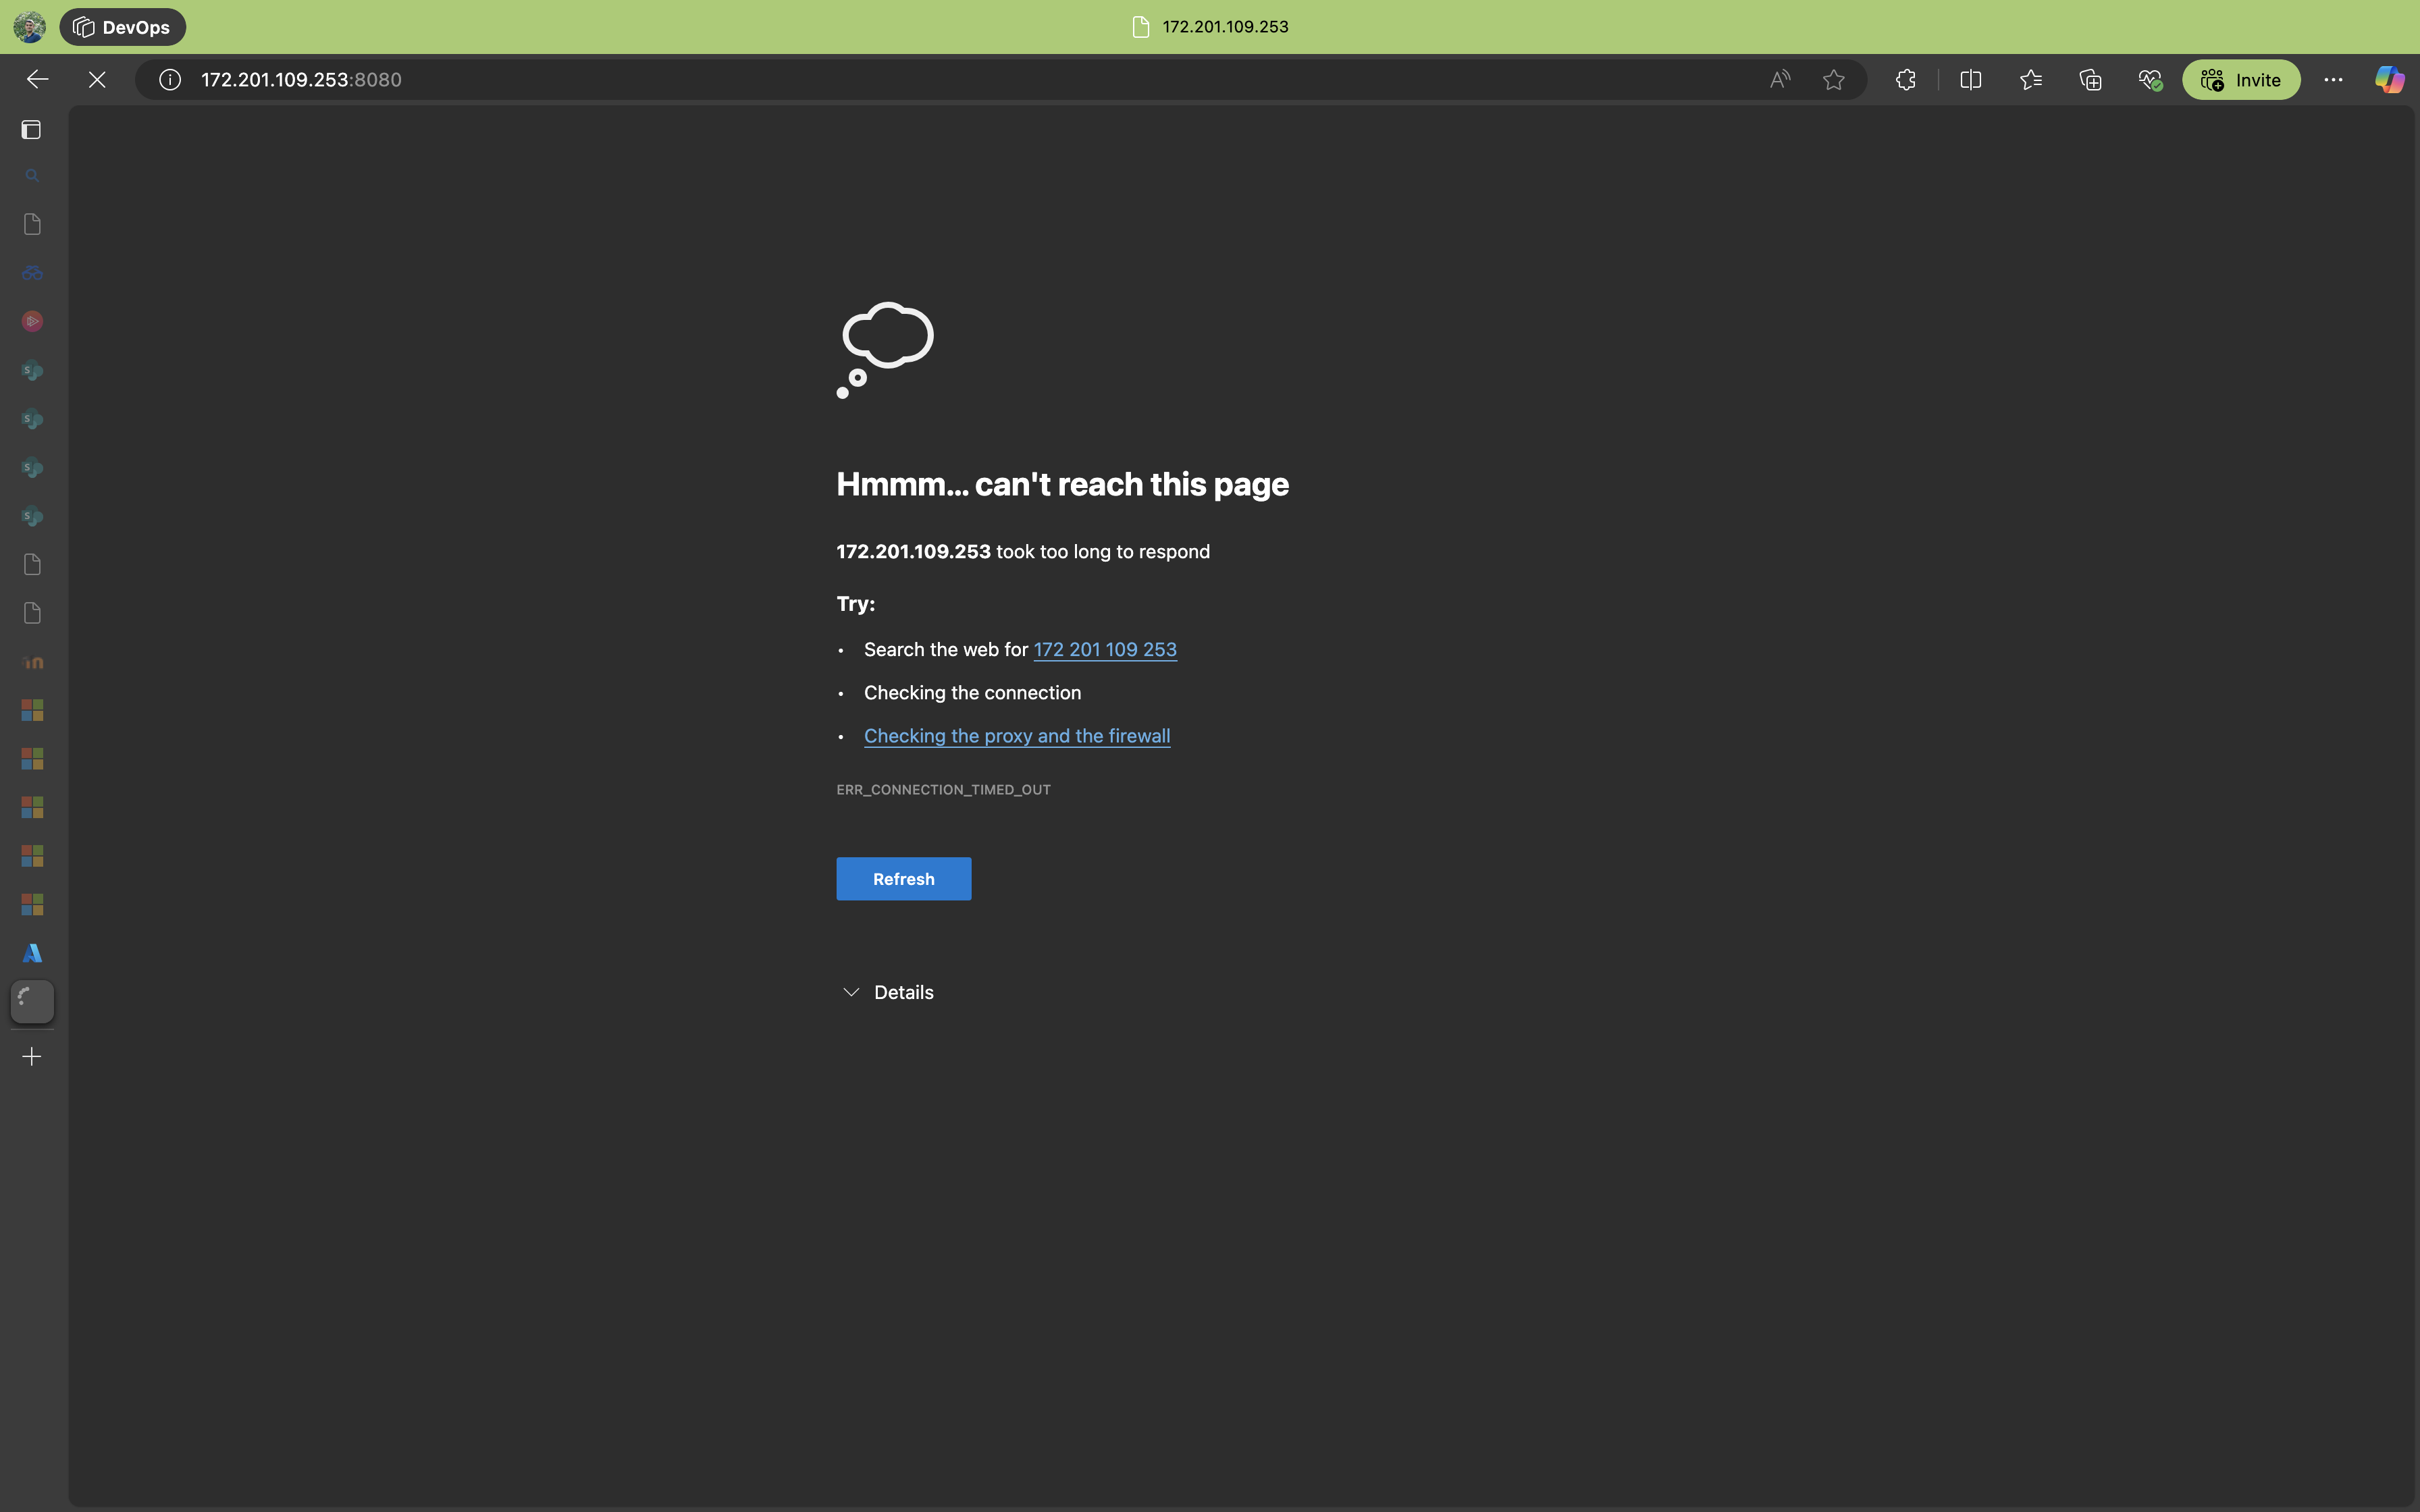 DevOps
172.201.109.253
172.201.109.253:8080
Invite
Hmmm... can't reach this page
172.201.109.253 took too long to respond
Try:
• Search the web for 172 201 109 253
• Checking the connection
• Checking the proxy and the firewall
ERR_CONNECTION_TIMED_OUT
Refresh
Details